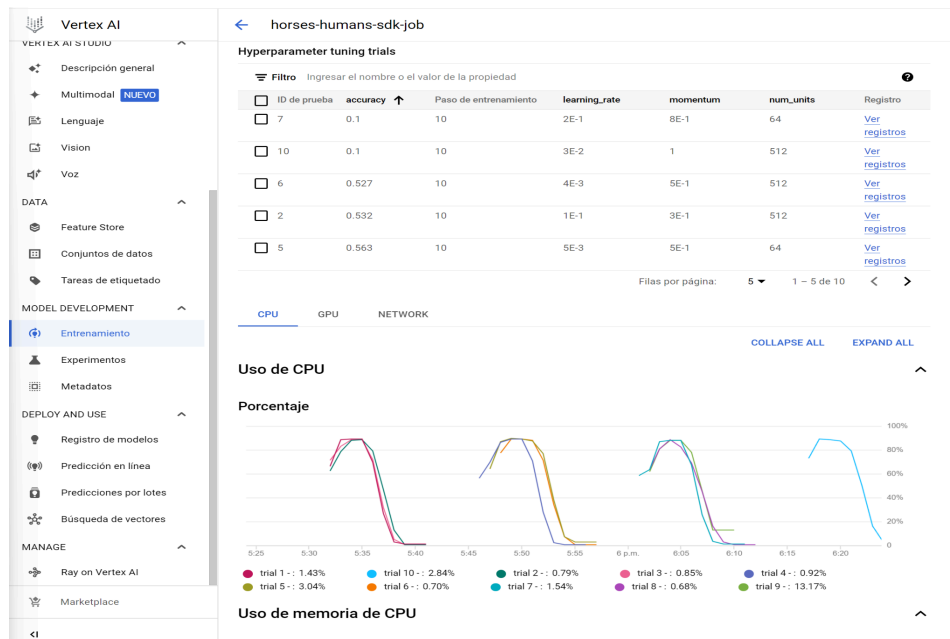 Vertex AI
horses-humans-sdk-job
VERTEX AI STUDIO
Descripción general
Multimodal NUEVO
Lenguaje
Vision
Voz
DATA
Feature Store
Conjuntos de datos
Tareas de etiquetado
MODEL DEVELOPMENT
Entrenamiento
Experimentos
Metadatos
DEPLOY AND USE
Registro de modelos
Predicción en línea
Predicciones por lotes
Búsqueda de vectores
MANAGE
Ray on Vertex AI
Marketplace
Hyperparameter tuning trials
Filtro Ingresar el nombre o el valor de la propiedad
ID de prueba accuracy Paso de entrenamiento learning_rate momentum num_units Registro
7 0.1 10 2E-1 8E-1 64 Ver registros
10 0.1 10 3E-2 1 512 Ver registros
6 0.527 10 4E-3 5E-1 512 Ver registros
2 0.532 10 1E-1 3E-1 512 Ver registros
5 0.563 10 5E-3 5E-1 64 Ver registros
Filas por página: 5 1 – 5 de 10
CPU GPU NETWORK
COLLAPSE ALL EXPAND ALL
Uso de CPU
Porcentaje
100%
80%
60%
40%
20%
0
5:25 5:30 5:35 5:40 5:45 5:50 5:55 6 p.m. 6:05 6:10 6:15 6:20
trial 1 - : 1.43% trial 10 - : 2.84% trial 2 - : 0.79% trial 3 - : 0.85% trial 4 - : 0.92%
trial 5 - : 3.04% trial 6 - : 0.70% trial 7 - : 1.54% trial 8 - : 0.68% trial 9 - : 13.17%
Uso de memoria de CPU